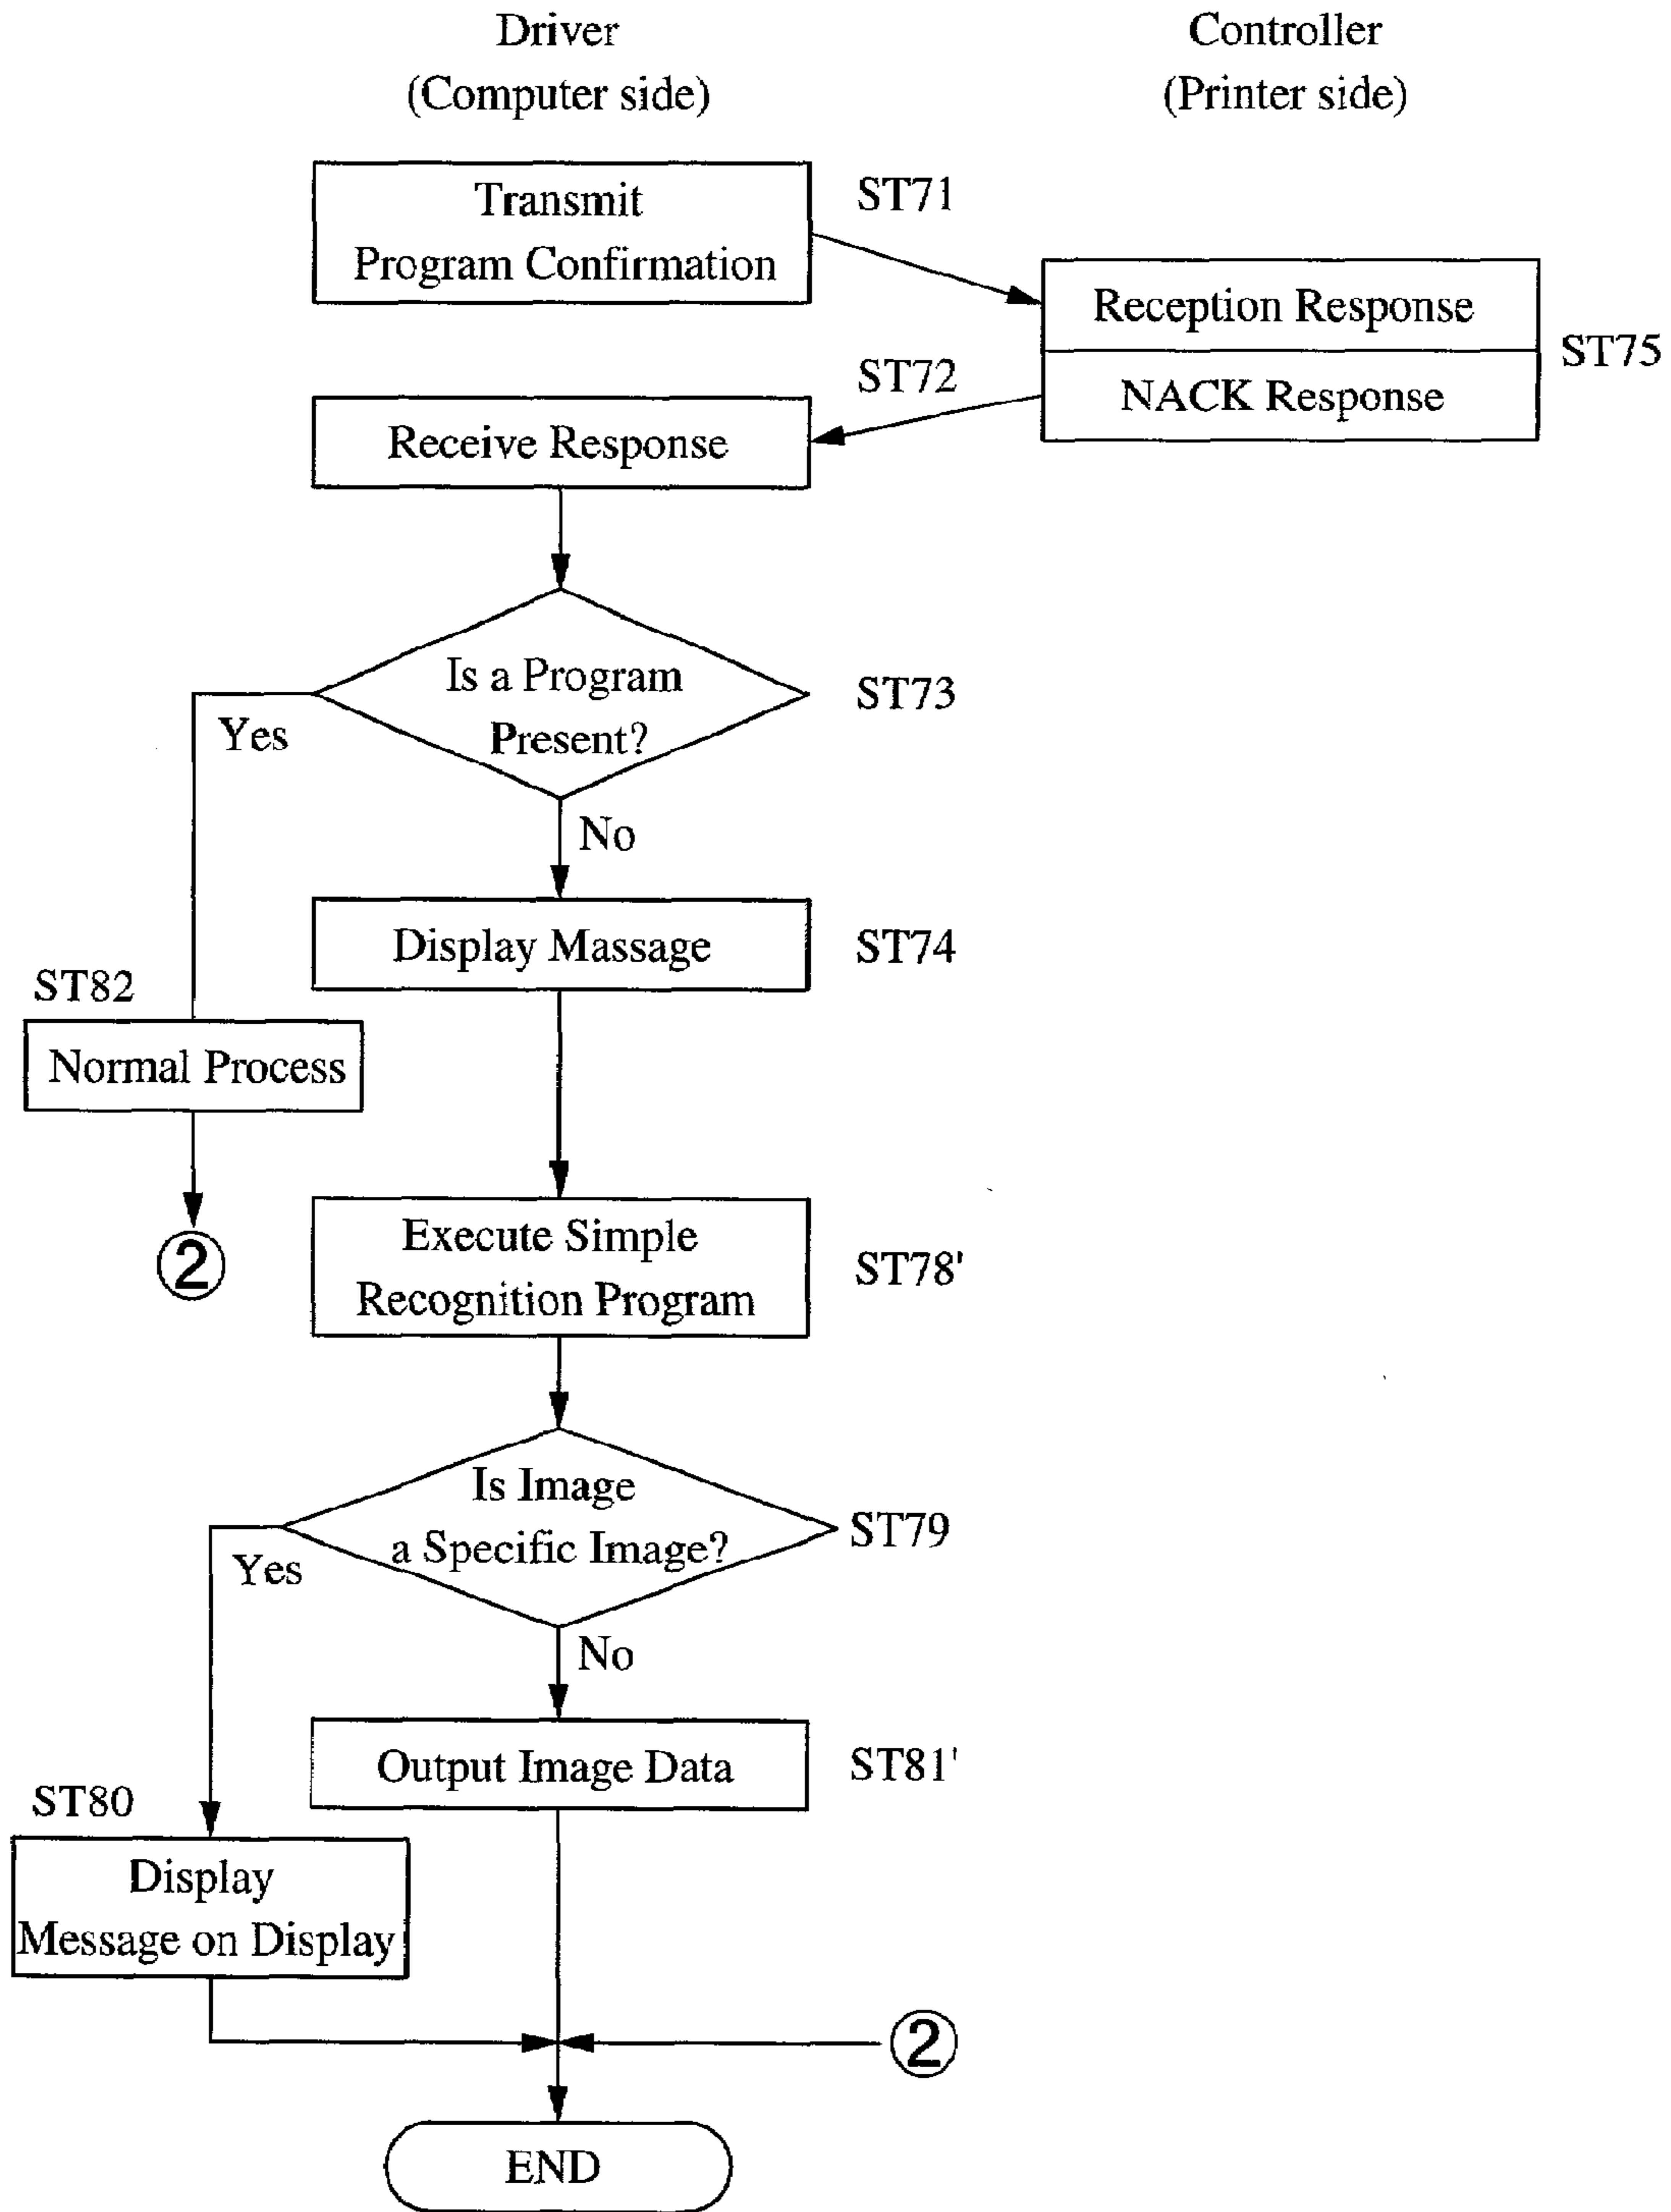 Driver
(Computer side)
Controller
(Printer side)
Transmit
Program Confirmation
ST71
Reception Response
NACK Response
ST75
ST72
Receive Response
Is a Program
Present?
ST73
Yes
No
Display Massage
ST74
ST82
Normal Process
②
Execute Simple
Recognition Program
ST78'
Is Image
a Specific Image?
ST79
Yes
No
Output Image Data
ST81'
ST80
Display
Message on Display
②
END